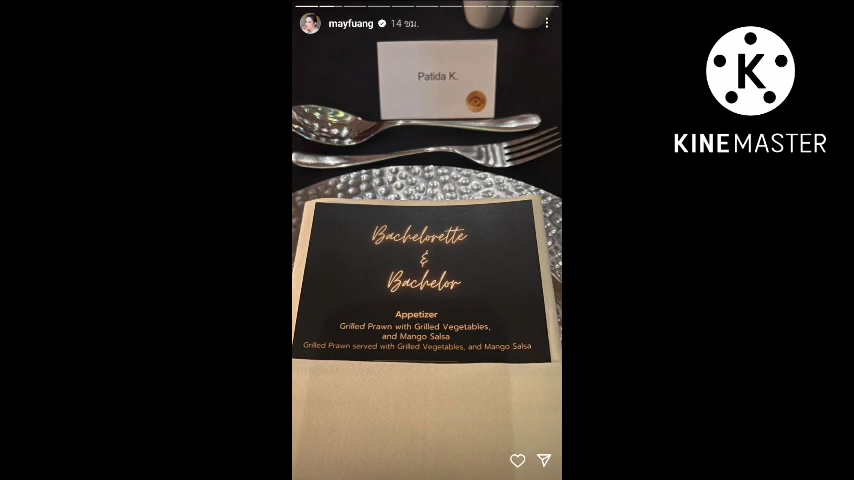 mayfuang 14 ชม.
Patida K.
Bachelorette
&
Bachelor
Appetizer
Grilled Prawn with Grilled Vegetables,
and Mango Salsa
Grilled Prawn served with Grilled Vegetables, and Mango Salsa
K
KINEMASTER